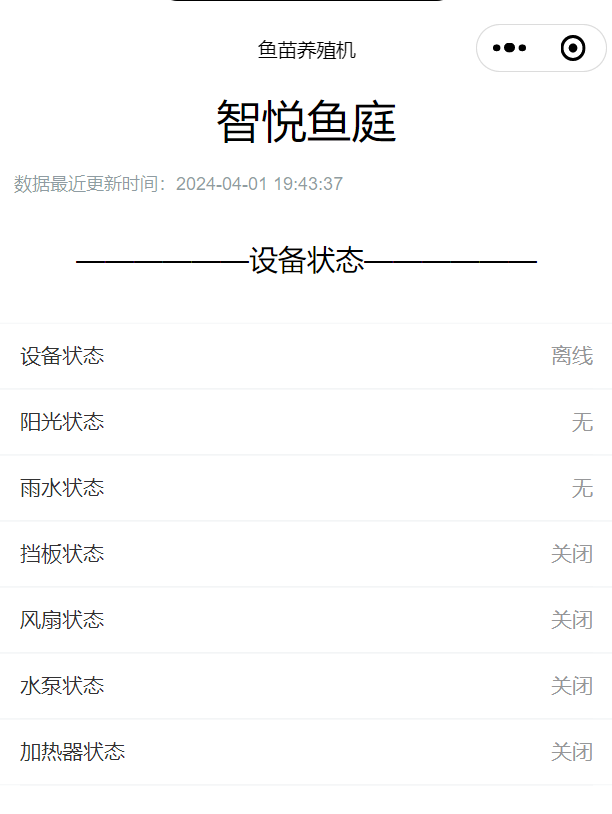 鱼苗养殖机
智悦鱼庭
数据最近更新时间：2024-04-01 19:43:37
——————设备状态——————
设备状态 离线
阳光状态 无
雨水状态 无
挡板状态 关闭
风扇状态 关闭
水泵状态 关闭
加热器状态 关闭